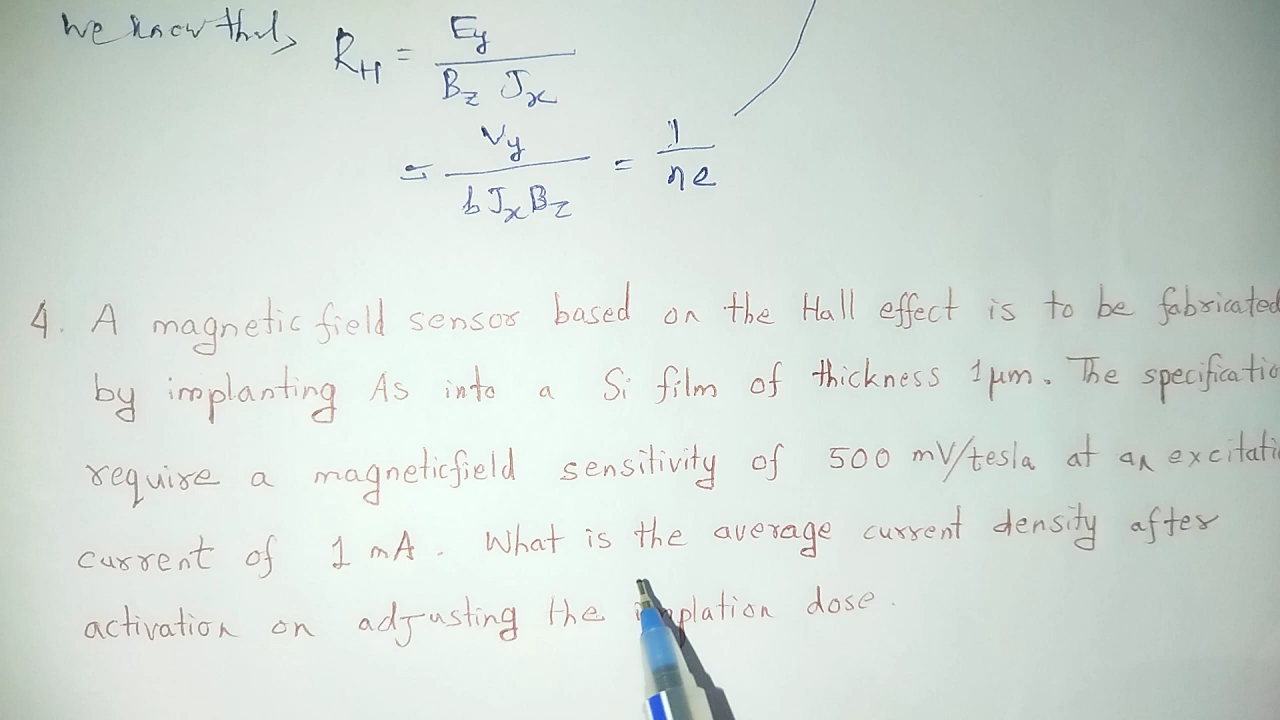 We know that,
R_H = E_y / B_z J_x
= V_y / b J_x B_z = 1 / ne
4. A magnetic field sensor based on the Hall effect is to be fabricated
by implanting As into a Si film of thickness 1 μm. The specificatio
require a magneticfield sensitivity of 500 mV/tesla at an excitati
current of 1 mA. What is the average current density after
activation on adjusting the dose.